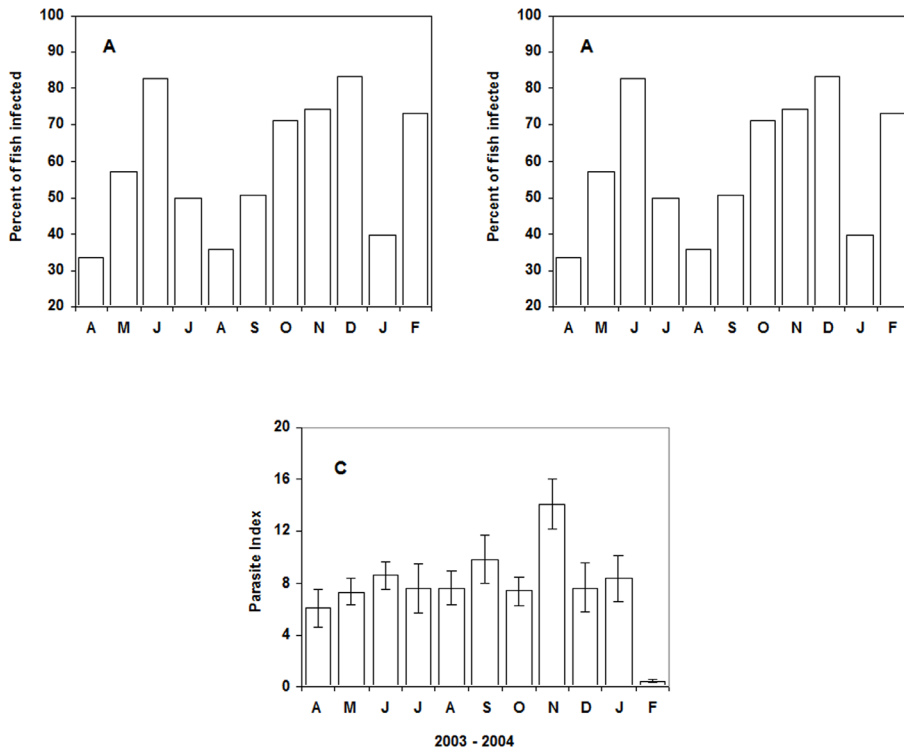 Percent of fish infected
A
100
90
80
70
60
50
40
30
20
A M J J A S O N D J F
Percent of fish infected
A
100
90
80
70
60
50
40
30
20
A M J J A S O N D J F
Parasite Index
C
20
16
12
8
4
0
A M J J A S O N D J F
2003 - 2004